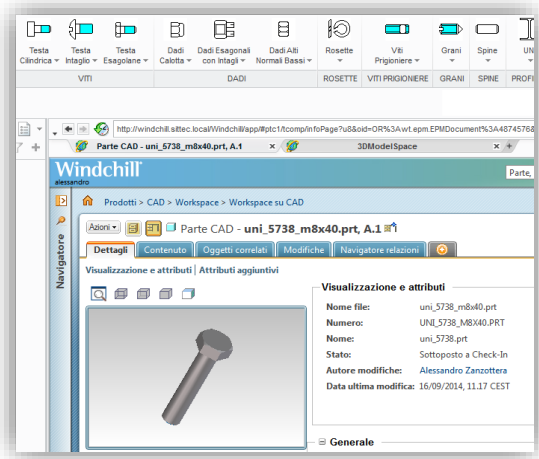 Testa Cilindrica
Testa Intaglio
Testa Esagolane
Dadi Calotta
Dadi Esagonali con Intagli
Dadi Alti Normali Bassi
Rosette
Viti Prigioniere
Grani
Spine
VITI
DADI
ROSETTE
VITI PRIGIONIERE
GRANI
SPINE
PROFI
http://windchill.sittec.local/Windchill/app/#ptc1/tcomp/infoPage?u8&oid=OR%3Awt.epm.EPMDocument%3A4874576&
Parte CAD - uni_5738_m8x40.prt, A.1
3DModelSpace
Windchill
alessandro
Parte,
Prodotti > CAD > Workspace > Workspace su CAD
Azioni
Parte CAD - uni_5738_m8x40.prt, A.1
Navigatore
Dettagli
Contenuto
Oggetti correlati
Modifiche
Navigatore relazioni
Visualizzazione e attributi | Attributi aggiuntivi
Visualizzazione e attributi
Nome file: uni_5738_m8x40.prt
Numero: UNI_5738_M8X40.PRT
Nome: uni_5738.prt
Stato: Sottoposto a Check-In
Autore modifiche: Alessandro Zanzottera
Data ultima modifica: 16/09/2014, 11.17 CEST
Generale